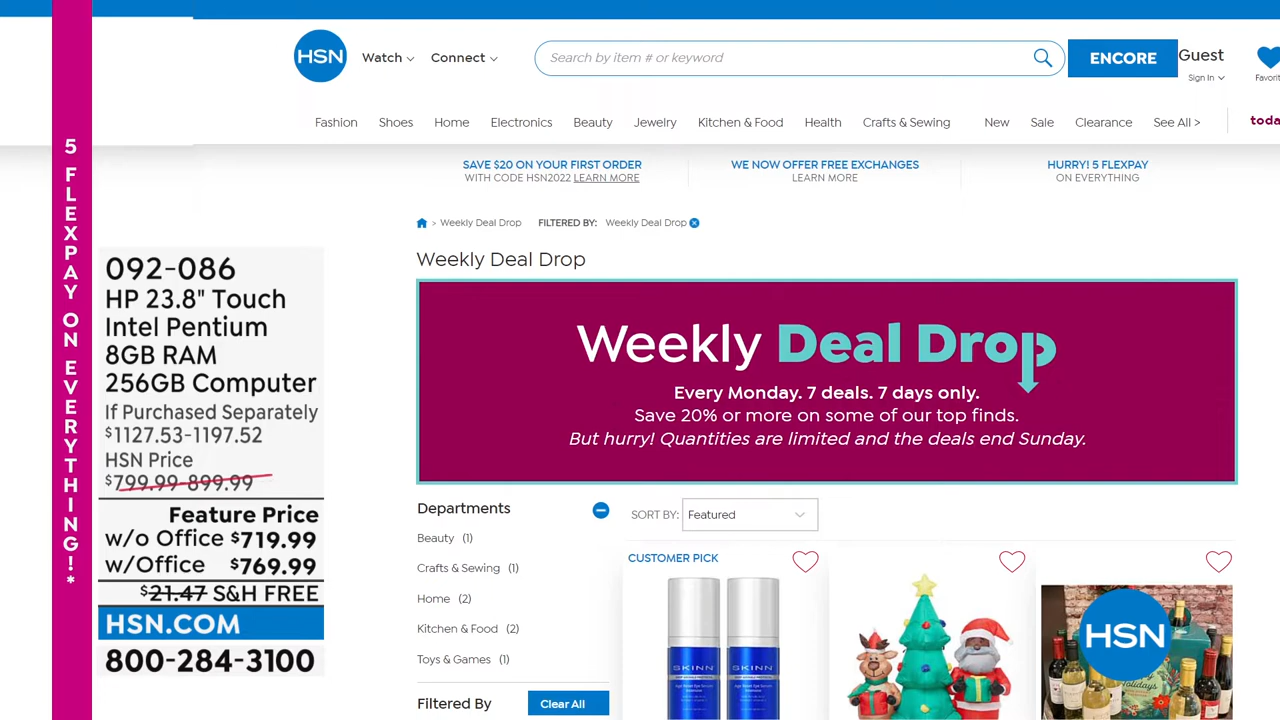 5 FLEXPAY ON EVERYTHING!*
HSN
Watch
Connect
Search by item # or keyword
ENCORE
Guest
Sign In
Favorit
Fashion
Shoes
Home
Electronics
Beauty
Jewelry
Kitchen & Food
Health
Crafts & Sewing
New
Sale
Clearance
See All >
toda
SAVE $20 ON YOUR FIRST ORDER
WITH CODE HSN2022 LEARN MORE
WE NOW OFFER FREE EXCHANGES
LEARN MORE
HURRY! 5 FLEXPAY
ON EVERYTHING
> Weekly Deal Drop
FILTERED BY: Weekly Deal Drop
092-086
HP 23.8" Touch
Intel Pentium
8GB RAM
256GB Computer
If Purchased Separately
$1127.53-1197.52
HSN Price
$799.99-899.99
Feature Price
w/o Office $719.99
w/Office $769.99
$21.47 S&H FREE
HSN.COM
800-284-3100
Weekly Deal Drop
Weekly Deal Drop
Every Monday. 7 deals. 7 days only.
Save 20% or more on some of our top finds.
But hurry! Quantities are limited and the deals end Sunday.
Departments
Beauty (1)
Crafts & Sewing (1)
Home (2)
Kitchen & Food (2)
Toys & Games (1)
Filtered By
Clear All
SORT BY: Featured
CUSTOMER PICK
SKINN
SKINN
HSN
Holidays